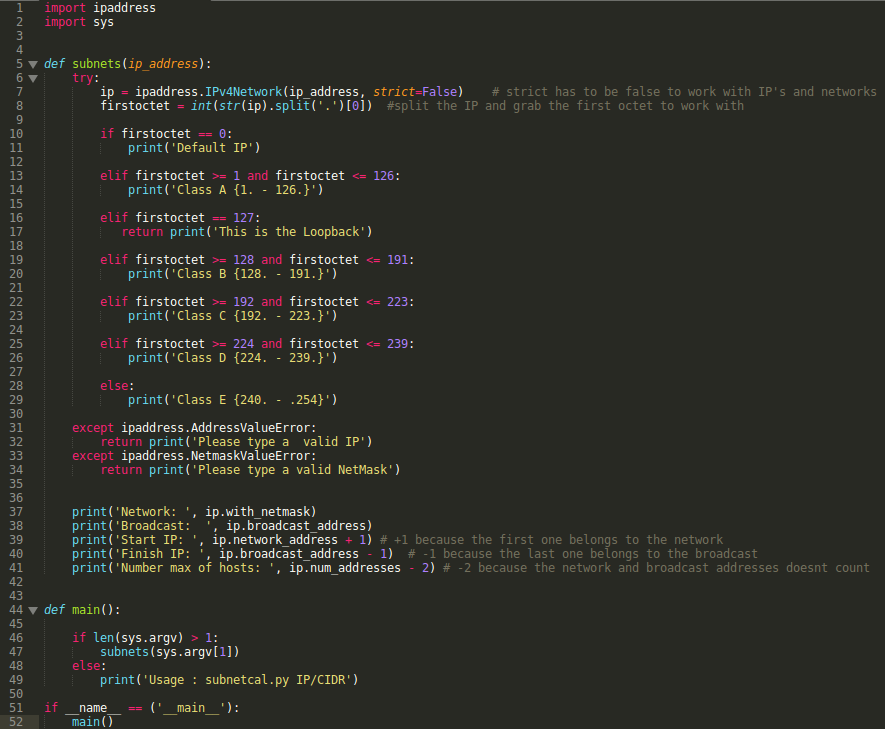 1 import ipaddress
2 import sys
3
4
5 def subnets(ip_address):
6     try:
7         ip = ipaddress.IPv4Network(ip_address, strict=False)    # strict has to be false to work with IP's and networks
8         firstoctet = int(str(ip).split('.')[0])  #split the IP and grab the first octet to work with
9
10         if firstoctet == 0:
11             print('Default IP')
12
13         elif firstoctet >= 1 and firstoctet <= 126:
14             print('Class A {1. - 126.}')
15
16         elif firstoctet == 127:
17            return print('This is the Loopback')
18
19         elif firstoctet >= 128 and firstoctet <= 191:
20             print('Class B {128. - 191.}')
21
22         elif firstoctet >= 192 and firstoctet <= 223:
23             print('Class C {192. - 223.}')
24
25         elif firstoctet >= 224 and firstoctet <= 239:
26             print('Class D {224. - 239.}')
27
28         else:
29             print('Class E {240. - .254}')
30
31     except ipaddress.AddressValueError:
32         return print('Please type a  valid IP')
33     except ipaddress.NetmaskValueError:
34         return print('Please type a valid NetMask')
35
36
37     print('Network: ', ip.with_netmask)
38     print('Broadcast:  ', ip.broadcast_address)
39     print('Start IP: ', ip.network_address + 1) # +1 because the first one belongs to the network
40     print('Finish IP: ', ip.broadcast_address - 1)  # -1 because the last one belongs to the broadcast
41     print('Number max of hosts: ', ip.num_addresses - 2) # -2 because the network and broadcast addresses doesnt count
42
43
44 def main():
45
46     if len(sys.argv) > 1:
47         subnets(sys.argv[1])
48     else:
49         print('Usage : subnetcal.py IP/CIDR')
50
51 if __name__ == ('__main__'):
52     main()